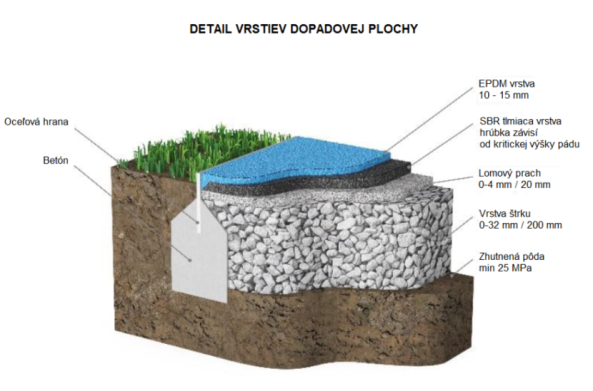 DETAIL VRSTIEV DOPADOVEJ PLOCHY
Oceľová hrana
Betón
EPDM vrstva
10 - 15 mm
SBR tlmiaca vrstva
hrúbka závisí
od kritickej výšky pádu
Lomový prach
0-4 mm / 20 mm
Vrstva štrku
0-32 mm / 200 mm
Zhutnená pôda
min 25 MPa